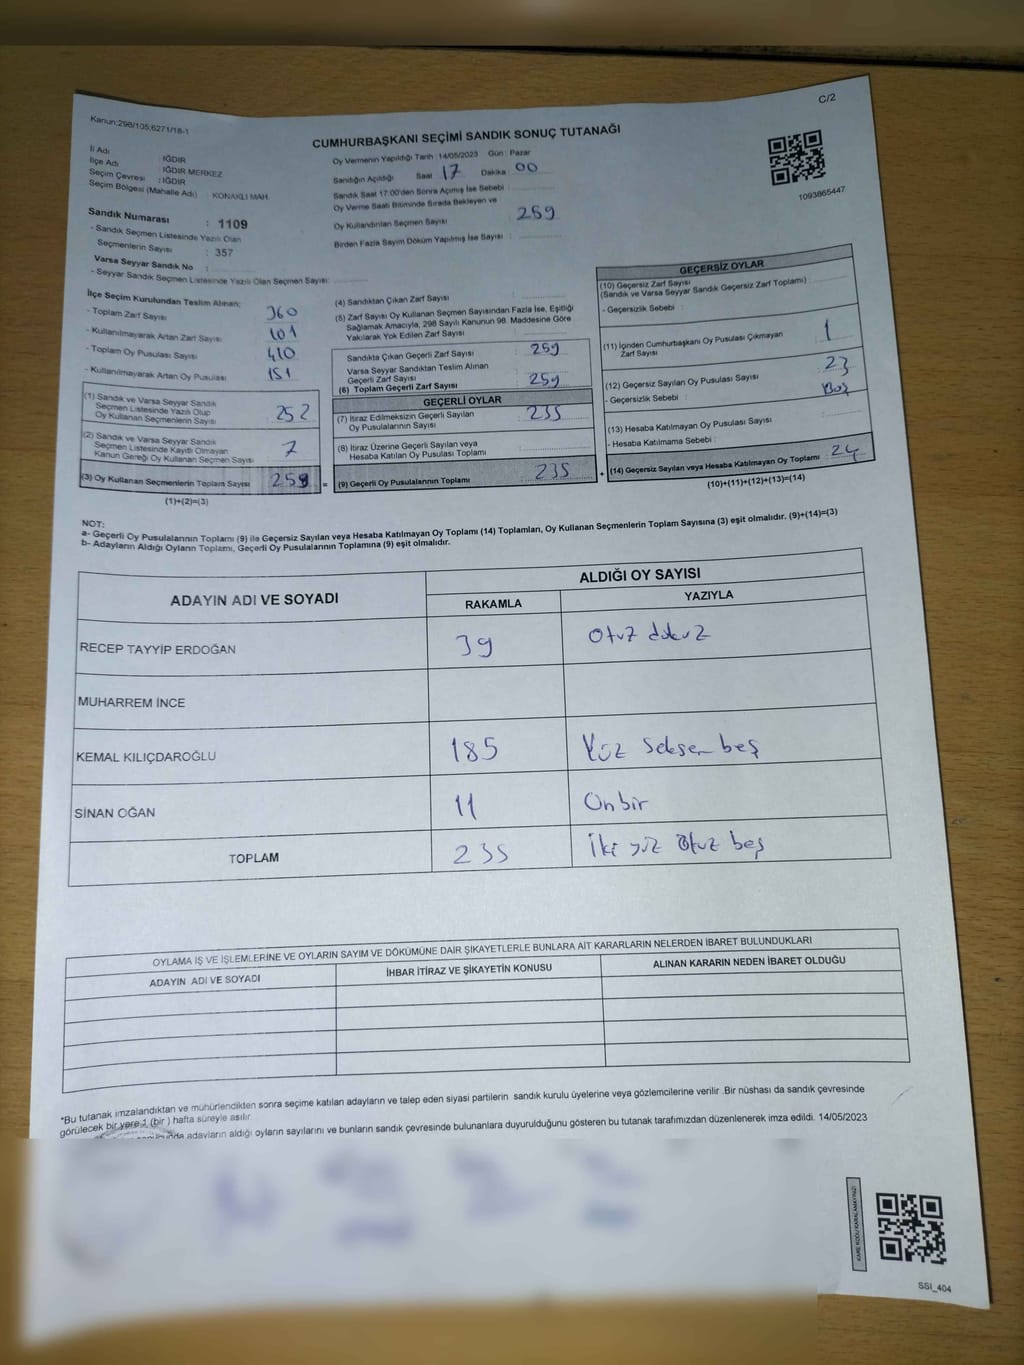 Kanun;298/105;6271/18-1
C/2
CUMHURBAŞKANI SEÇİMİ SANDIK SONUÇ TUTANAĞI
İl Adı : IĞDIR
İlçe Adı : IĞDIR MERKEZ
Seçim Çevresi : IĞDIR
Seçim Bölgesi (Mahalle Adı) : KONAKLI MAH.
Sandık Numarası : 1109
- Sandık Seçmen Listesinde Yazılı Olan
Seçmenlerin Sayısı : 357
Varsa Seyyar Sandık No :
- Seyyar Sandık Seçmen Listesinde Yazılı Olan Seçmen Sayısı:
Oy Vermenin Yapıldığı Tarih :14/05/2023 Gün : Pazar
Sandığın Açıldığı Saat 17 Dakika 00
Sandık Saat 17:00'den Sonra Açımış İse Sebebi :
Oy Verme Saati Bitiminde Sırada Bekleyen ve
Oy Kullandırılan Seçmen Sayısı : 259
Birden Fazla Sayım Döküm Yapılmış İse Sayısı :
1093865447
İlçe Seçim Kurulundan Teslim Alınan;
- Toplam Zarf Sayısı : 360
- Kullanılmayarak Artan Zarf Sayısı : 101
- Toplam Oy Pusulası Sayısı : 410
- Kullanılmayarak Artan Oy Pusulası : 151
(1) Sandık ve Varsa Seyyar Sandık
Seçmen Listesinde Yazılı Olup
Oy Kullanan Seçmenlerin Sayısı : 252
(2) Sandık ve Varsa Seyyar Sandık
Seçmen Listesinde Kayıtlı Olmayan
Kanun Gereği Oy Kullanan Seçmen Sayısı : 7
(3) Oy Kullanan Seçmenlerin Toplam Sayısı : 259
(1)+(2)=(3)
(4) Sandıktan Çıkan Zarf Sayısı :
(5) Zarf Sayısı Oy Kullanan Seçmen Sayısından Fazla İse, Eşitliği
Sağlamak Amacıyla, 298 Sayılı Kanunun 98. Maddesine Göre
Yakılarak Yok Edilen Zarf Sayısı :
Sandıkta Çıkan Geçerli Zarf Sayısı : 259
Varsa Seyyar Sandıktan Teslim Alınan
Geçerli Zarf Sayısı :
(6) Toplam Geçerli Zarf Sayısı : 259
=
GEÇERLİ OYLAR
(7) İtiraz Edilmeksizin Geçerli Sayılan
Oy Pusulalarının Sayısı : 235
(8) İtiraz Üzerine Geçerli Sayılan veya
Hesaba Katılan Oy Pusulası Toplamı :
(9) Geçerli Oy Pusulalarının Toplamı : 235
+
GEÇERSİZ OYLAR
(10) Geçersiz Zarf Sayısı
(Sandık ve Varsa Seyyar Sandık Geçersiz Zarf Toplamı) :
- Geçersizlik Sebebi :
(11) İçinden Cumhurbaşkanı Oy Pusulası Çıkmayan
Zarf Sayısı : 1
(12) Geçersiz Sayılan Oy Pusulası Sayısı : 23
- Geçersizlik Sebebi : Boş
(13) Hesaba Katılmayan Oy Pusulası Sayısı
- Hesaba Katılmama Sebebi :
(14) Geçersiz Sayılan veya Hesaba Katılmayan Oy Toplamı : 24
(10)+(11)+(12)+(13)=(14)
NOT:
a- Geçerli Oy Pusulalarının Toplamı (9) ile Geçersiz Sayılan veya Hesaba Katılmayan Oy Toplamı (14) Toplamları, Oy Kullanan Seçmenlerin Toplam Sayısına (3) eşit olmalıdır. (9)+(14)=(3)
b- Adayların Aldığı Oyların Toplamı, Geçerli Oy Pusulalarının Toplamına (9) eşit olmalıdır.
ADAYIN ADI VE SOYADI ALDIĞI OY SAYISI
RAKAMLA YAZIYLA
RECEP TAYYİP ERDOĞAN 39 Otuz dokuz
MUHARREM İNCE
KEMAL KILIÇDAROĞLU 185 Yüz Seksen beş
SİNAN OĞAN 11 On bir
TOPLAM 235 İki yüz Otuz beş
OYLAMA İŞ VE İŞLEMLERİNE VE OYLARIN SAYIM VE DÖKÜMÜNE DAİR ŞİKAYETLERLE BUNLARA AİT KARARLARIN NELERDEN İBARET BULUNDUKLARI
ADAYIN ADI VE SOYADI İHBAR İTİRAZ VE ŞİKAYETİN KONUSU ALINAN KARARIN NEDEN İBARET OLDUĞU
*Bu tutanak imzalandıktan ve mühürlendikten sonra seçime katılan adayların ve talep eden siyasi partilerin sandık kurulu üyelerine veya gözlemcilerine verilir .Bir nüshası da sandık çevresinde
görülecek bir yere 1 (bir ) hafta süreyle asılır.
adayların aldığı oyların sayılarını ve bunların sandık çevresinde bulunanlara duyurulduğunu gösteren bu tutanak tarafımızdan düzenlenerek imza edildi. 14/05/2023
KARE KODU KARALAMAYINIZ!
SSI_404